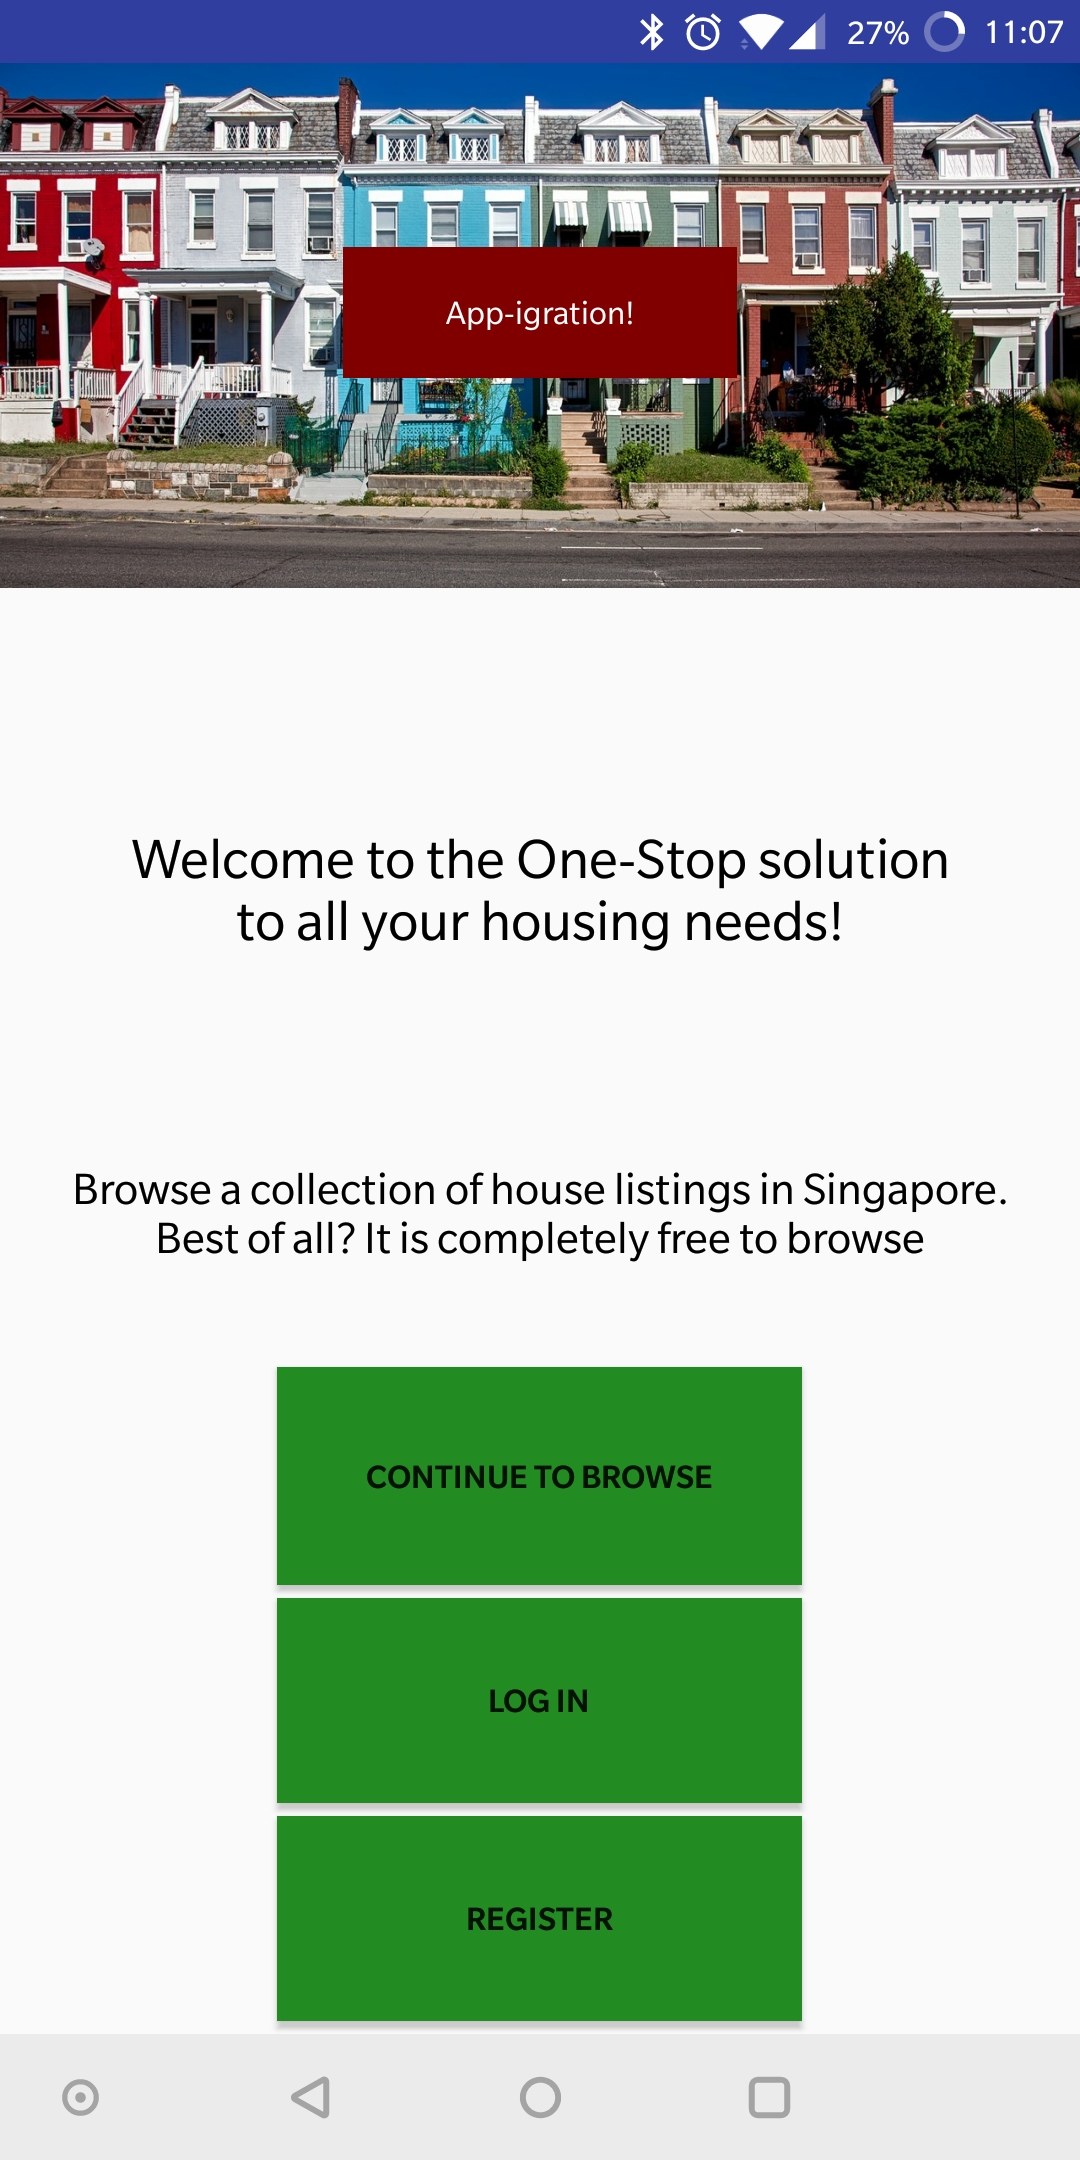 27% 11:07
App-igration!
Welcome to the One-Stop solution
to all your housing needs!
Browse a collection of house listings in Singapore.
Best of all? It is completely free to browse
CONTINUE TO BROWSE
LOG IN
REGISTER